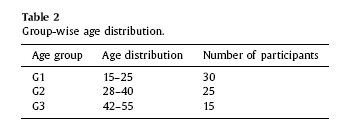 Table 2
Group-wise age distribution.
Age group Age distribution Number of participants
G1 15–25 30
G2 28–40 25
G3 42–55 15